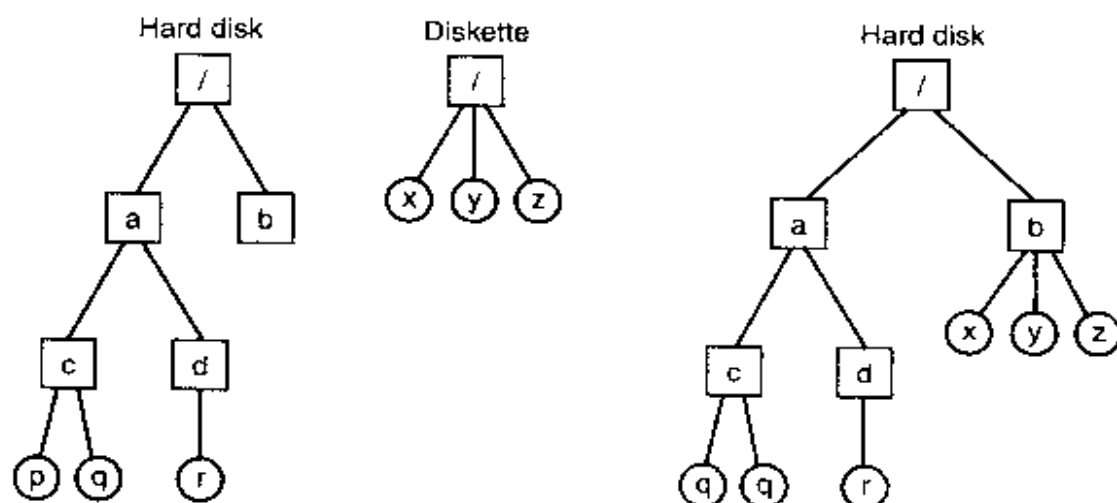 Hard disk
/
a b
c d
p q r
Diskette
/
x y z
Hard disk
/
a b
x y z
c d
q q r